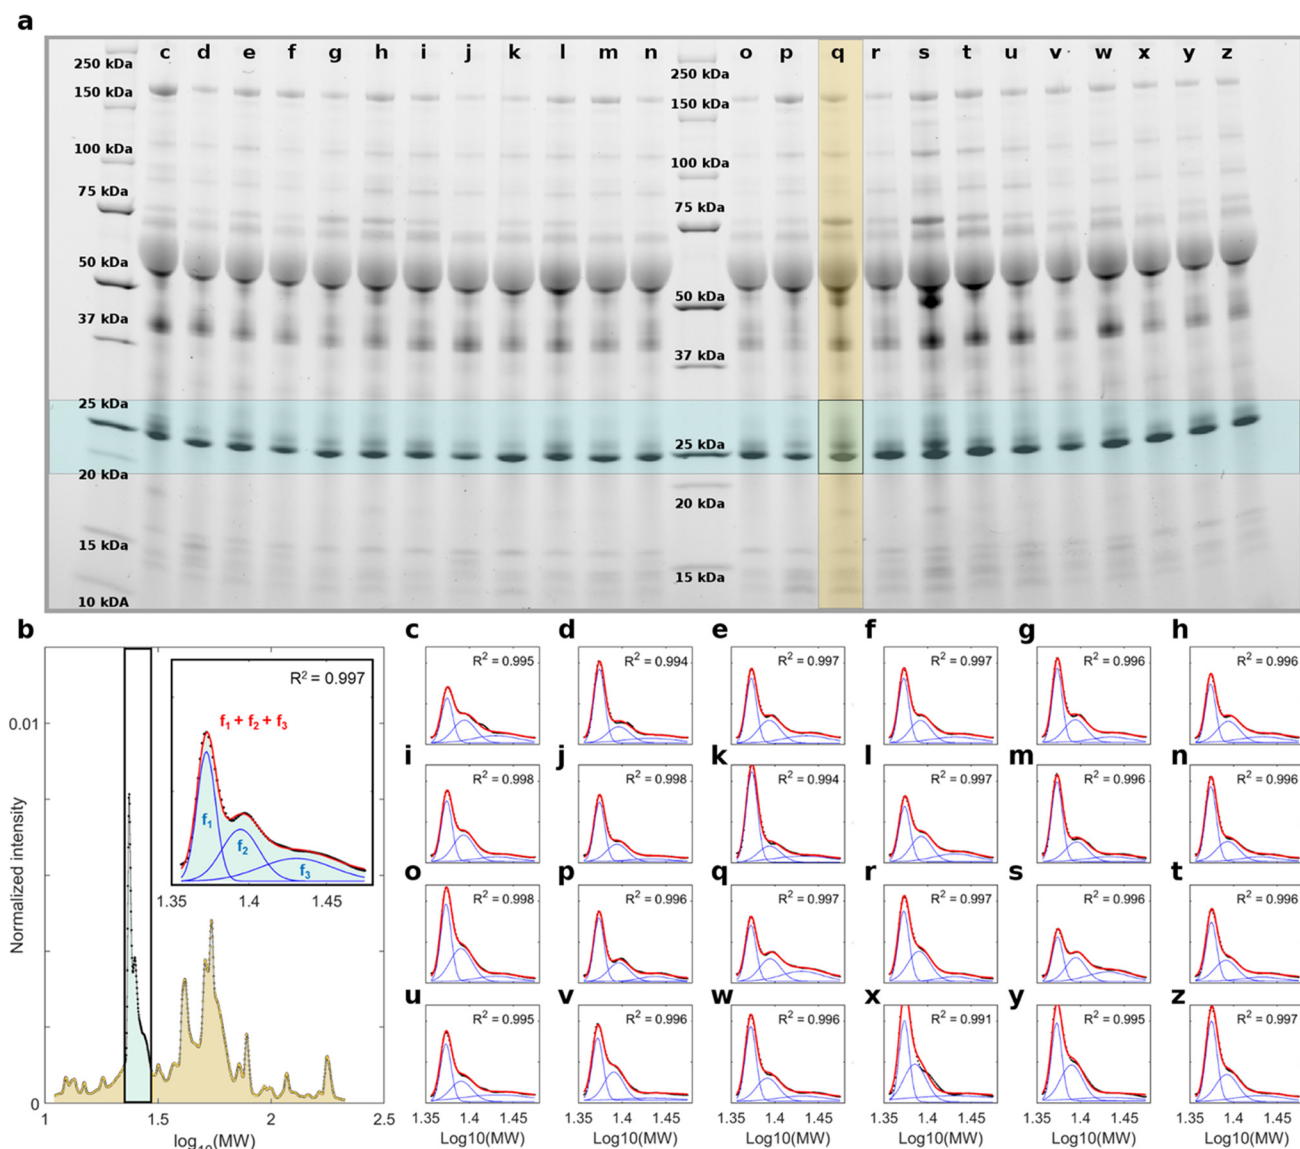 a
c d e f g h i j k l m n o p q r s t u v w x y z
250 kDa
150 kDa
100 kDa
75 kDa
50 kDa
37 kDa
25 kDa
20 kDa
15 kDa
10 kDA
250 kDa
150 kDa
100 kDa
75 kDa
50 kDa
37 kDa
25 kDa
20 kDa
15 kDa
b
Normalized intensity
0.01
0
1 1.5 2 2.5
log10(MW)
R² = 0.997
f1 + f2 + f3
f1
f2
f3
1.35 1.4 1.45
c d e f g h
R² = 0.995 R² = 0.994 R² = 0.997 R² = 0.997 R² = 0.996 R² = 0.996
i j k l m n
R² = 0.998 R² = 0.998 R² = 0.994 R² = 0.997 R² = 0.996 R² = 0.996
o p q r s t
R² = 0.998 R² = 0.996 R² = 0.997 R² = 0.997 R² = 0.996 R² = 0.996
u v w x y z
R² = 0.995 R² = 0.996 R² = 0.996 R² = 0.991 R² = 0.995 R² = 0.997
1.35 1.4 1.45 1.35 1.4 1.45 1.35 1.4 1.45 1.35 1.4 1.45 1.35 1.4 1.45 1.35 1.4 1.45
Log10(MW) Log10(MW) Log10(MW) Log10(MW) Log10(MW) Log10(MW)